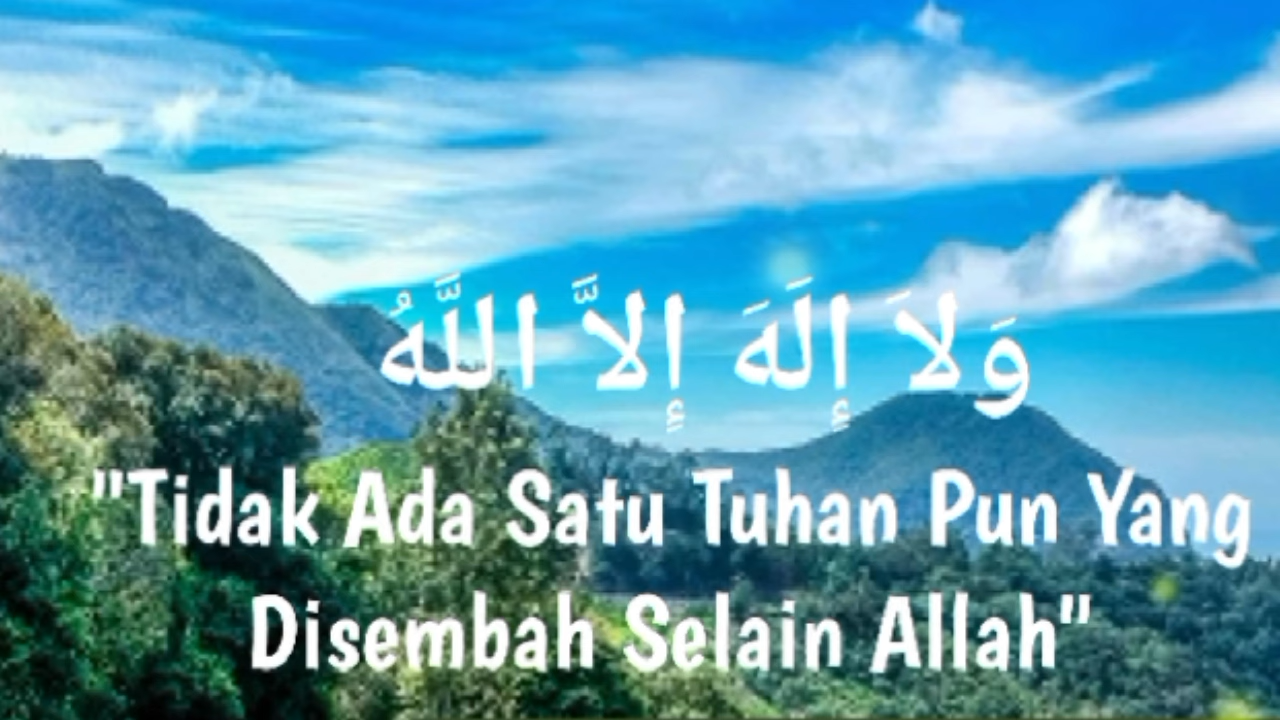 وَلاَ إِلَهَ إِلاَّ اللَّهُ
"Tidak Ada Satu Tuhan Pun Yang
Disembah Selain Allah"